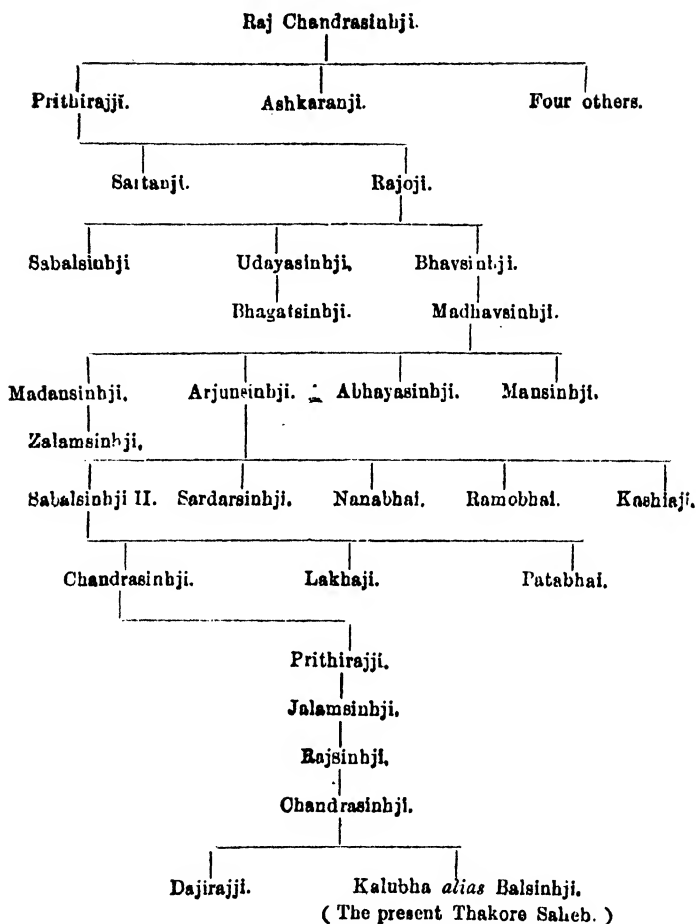 Raj Chandrasinhji.
Prithirajji. Ashkaranji. Four others.
Sartanji. Rajoji.
Sabalsinhji Udayasinhji. Bhavsinhji.
Bhagatsinhji. Madhavsinhji.
Madansinhji. Arjunsinhji. Abhayasinhji. Mansinhji.
Zalamsinhji.
Sabalsinhji II. Sardarsinhji. Nanabhai. Ramobhai. Kashiaji.
Chandrasinhji. Lakhaji. Patabhai.
Prithirajji.
Jalamsinhji.
Rajsinhji.
Chandrasinhji.
Dajirajji. Kalubha alias Balsinhji.
( The present Thakore Saheb. )